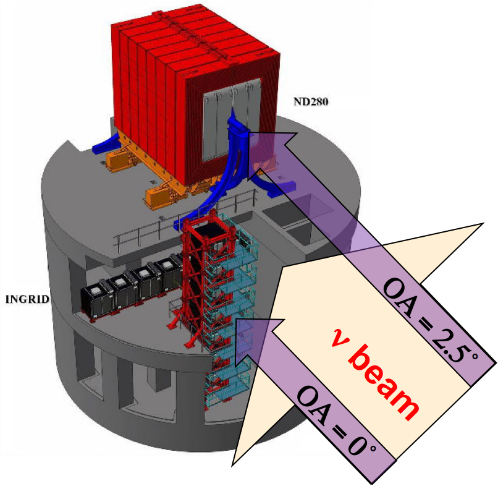 ND280
INGRID
OA = 2.5°
ν beam
OA = 0°